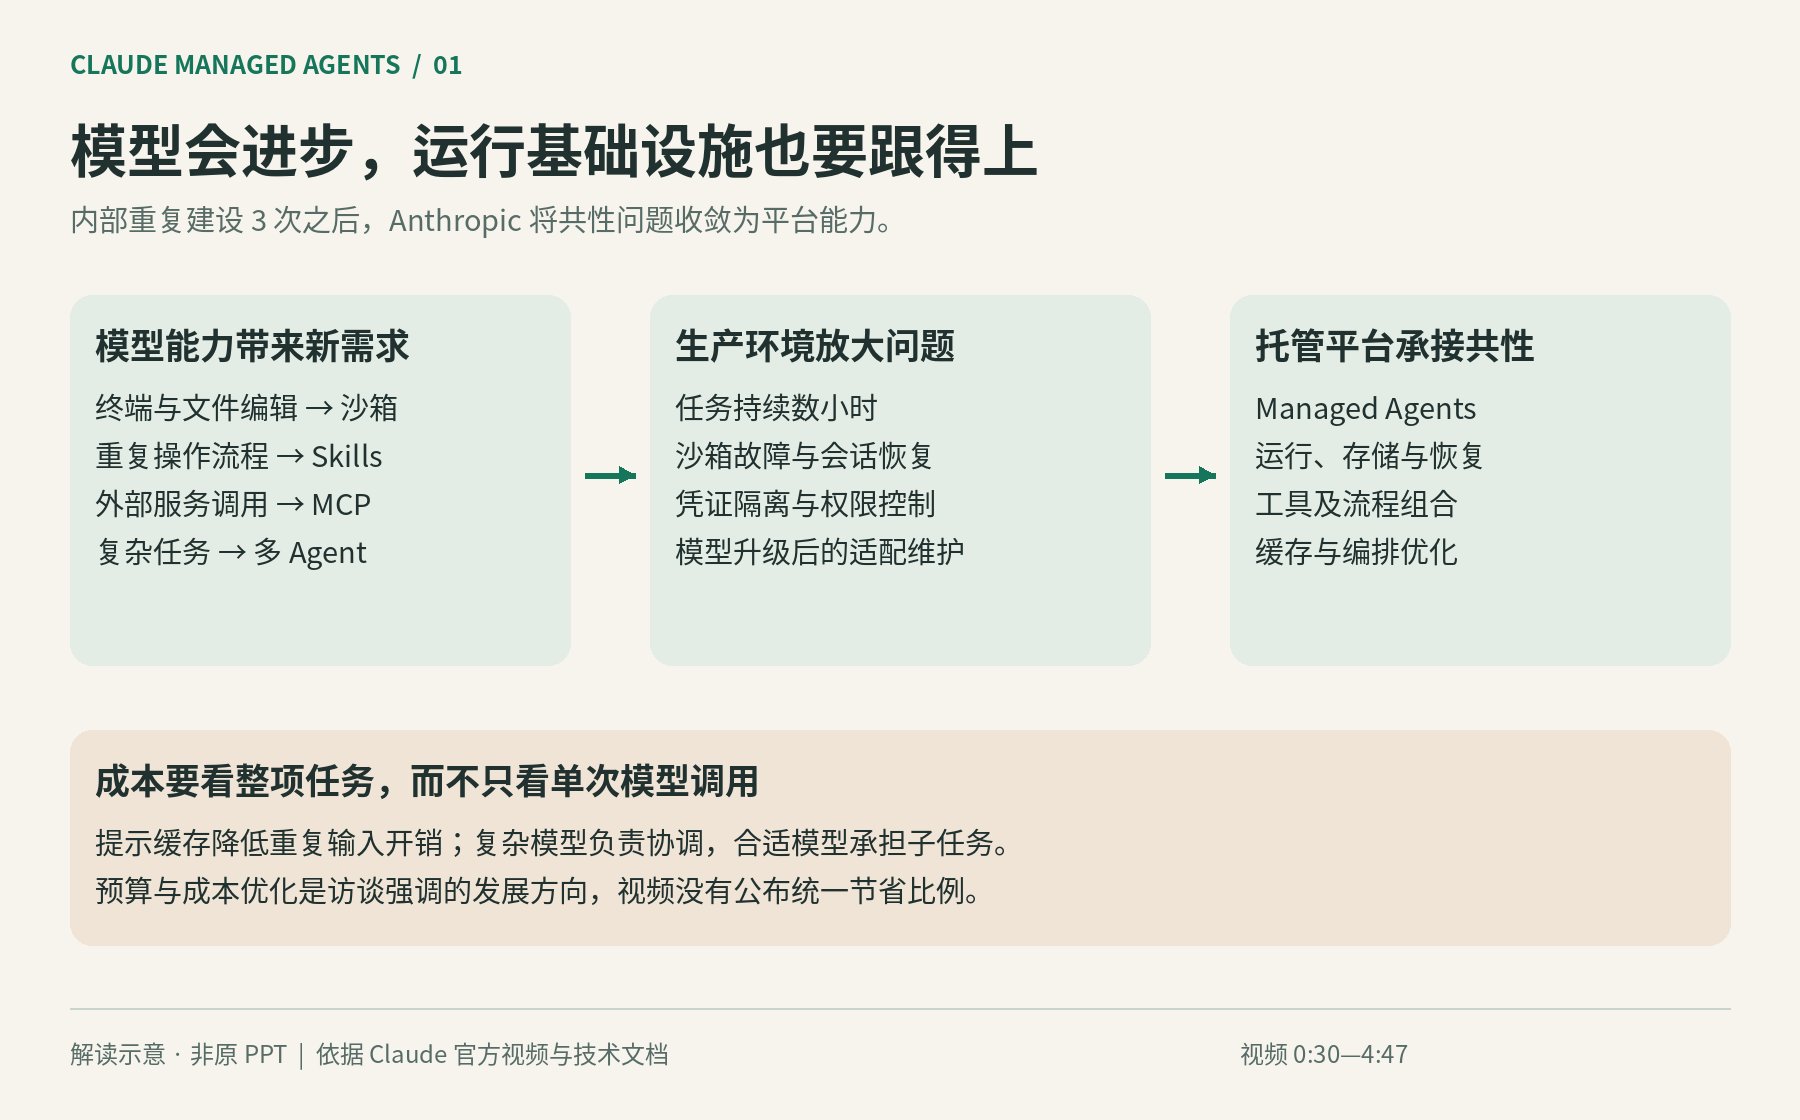 CLAUDE MANAGED AGENTS / 01
模型会进步，运行基础设施也要跟得上
内部重复建设 3 次之后，Anthropic 将共性问题收敛为平台能力。
模型能力带来新需求
终端与文件编辑 → 沙箱
重复操作流程 → Skills
外部服务调用 → MCP
复杂任务 → 多 Agent
生产环境放大问题
任务持续数小时
沙箱故障与会话恢复
凭证隔离与权限控制
模型升级后的适配维护
托管平台承接共性
Managed Agents
运行、存储与恢复
工具及流程组合
缓存与编排优化
成本要看整项任务，而不只看单次模型调用
提示缓存降低重复输入开销；复杂模型负责协调，合适模型承担子任务。
预算与成本优化是访谈强调的发展方向，视频没有公布统一节省比例。
解读示意 · 非原 PPT｜依据 Claude 官方视频与技术文档
视频 0:30—4:47